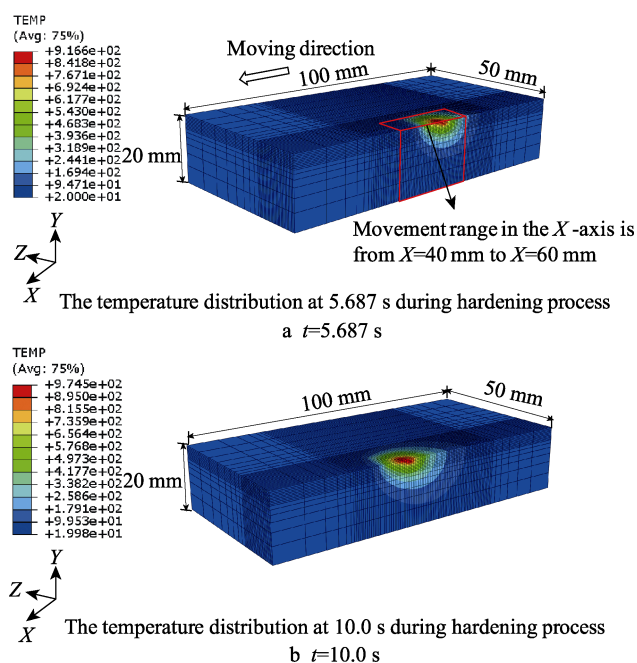 TEMP
(Avg: 75%)
+9.166e+02
+8.418e+02
+7.671e+02
+6.924e+02
+6.177e+02
+5.430e+02
+4.683e+02
+3.936e+02
+3.189e+02
+2.441e+02
+1.694e+02
+9.471e+01
+2.000e+01
Moving direction
100 mm
50 mm
20 mm
Y
Z
X
Movement range in the X -axis is
from X=40 mm to X=60 mm
The temperature distribution at 5.687 s during hardening process
a t=5.687 s
TEMP
(Avg: 75%)
+9.745e+02
+8.950e+02
+8.155e+02
+7.359e+02
+6.564e+02
+5.768e+02
+4.973e+02
+4.177e+02
+3.382e+02
+2.586e+02
+1.791e+02
+9.953e+01
+1.998e+01
100 mm
50 mm
20 mm
Y
Z
X
The temperature distribution at 10.0 s during hardening process
b t=10.0 s